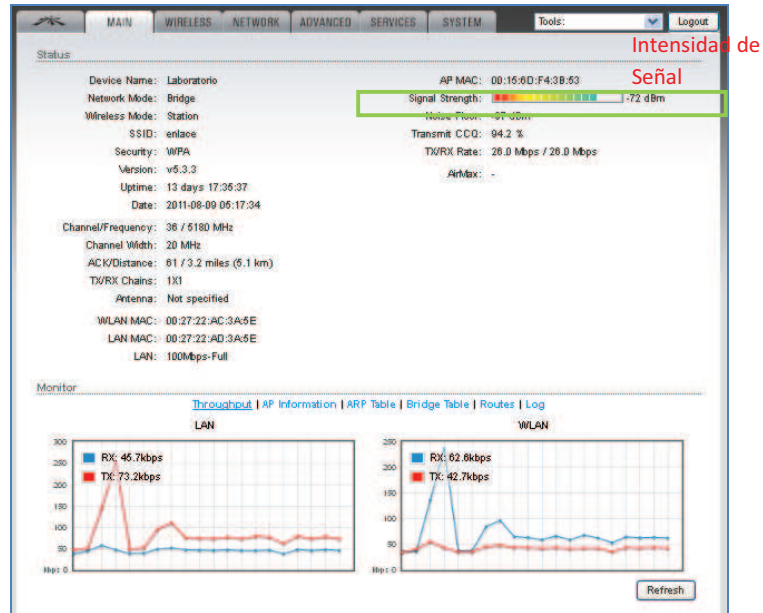 MAIN WIRELESS NETWORK ADVANCED SERVICES SYSTEM Tools: Logout
Intensidad de
Señal
Status
Device Name: Laboratorio
Network Mode: Bridge
Wireless Mode: Station
SSID: enlace
Security: WPA
Version: v5.3.3
Uptime: 13 days 17:35:37
Date: 2011-08-09 05:17:34
Channel/Frequency: 36 / 5180 MHz
Channel Width: 20 MHz
ACK/Distance: 61 / 3.2 miles (5.1 km)
TX/RX Chains: 1X1
Antenna: Not specified
WLAN MAC: 00:27:22:AC:3A:5E
LAN MAC: 00:27:22:AD:3A:5E
LAN: 100Mbps-Full
AP MAC: 00:15:6D:F4:3B:53
Signal Strength: -72 dBm
Noise Floor: -97 dBm
Transmit CCQ: 94.2 %
TX/RX Rate: 26.0 Mbps / 26.0 Mbps
AirMax: -
Monitor
Throughput | AP Information | ARP Table | Bridge Table | Routes | Log
LAN
300
250
200
150
100
50
kbps 0
RX: 45.7kbps
TX: 73.2kbps
WLAN
250
200
150
100
50
kbps 0
RX: 62.6kbps
TX: 42.7kbps
Refresh